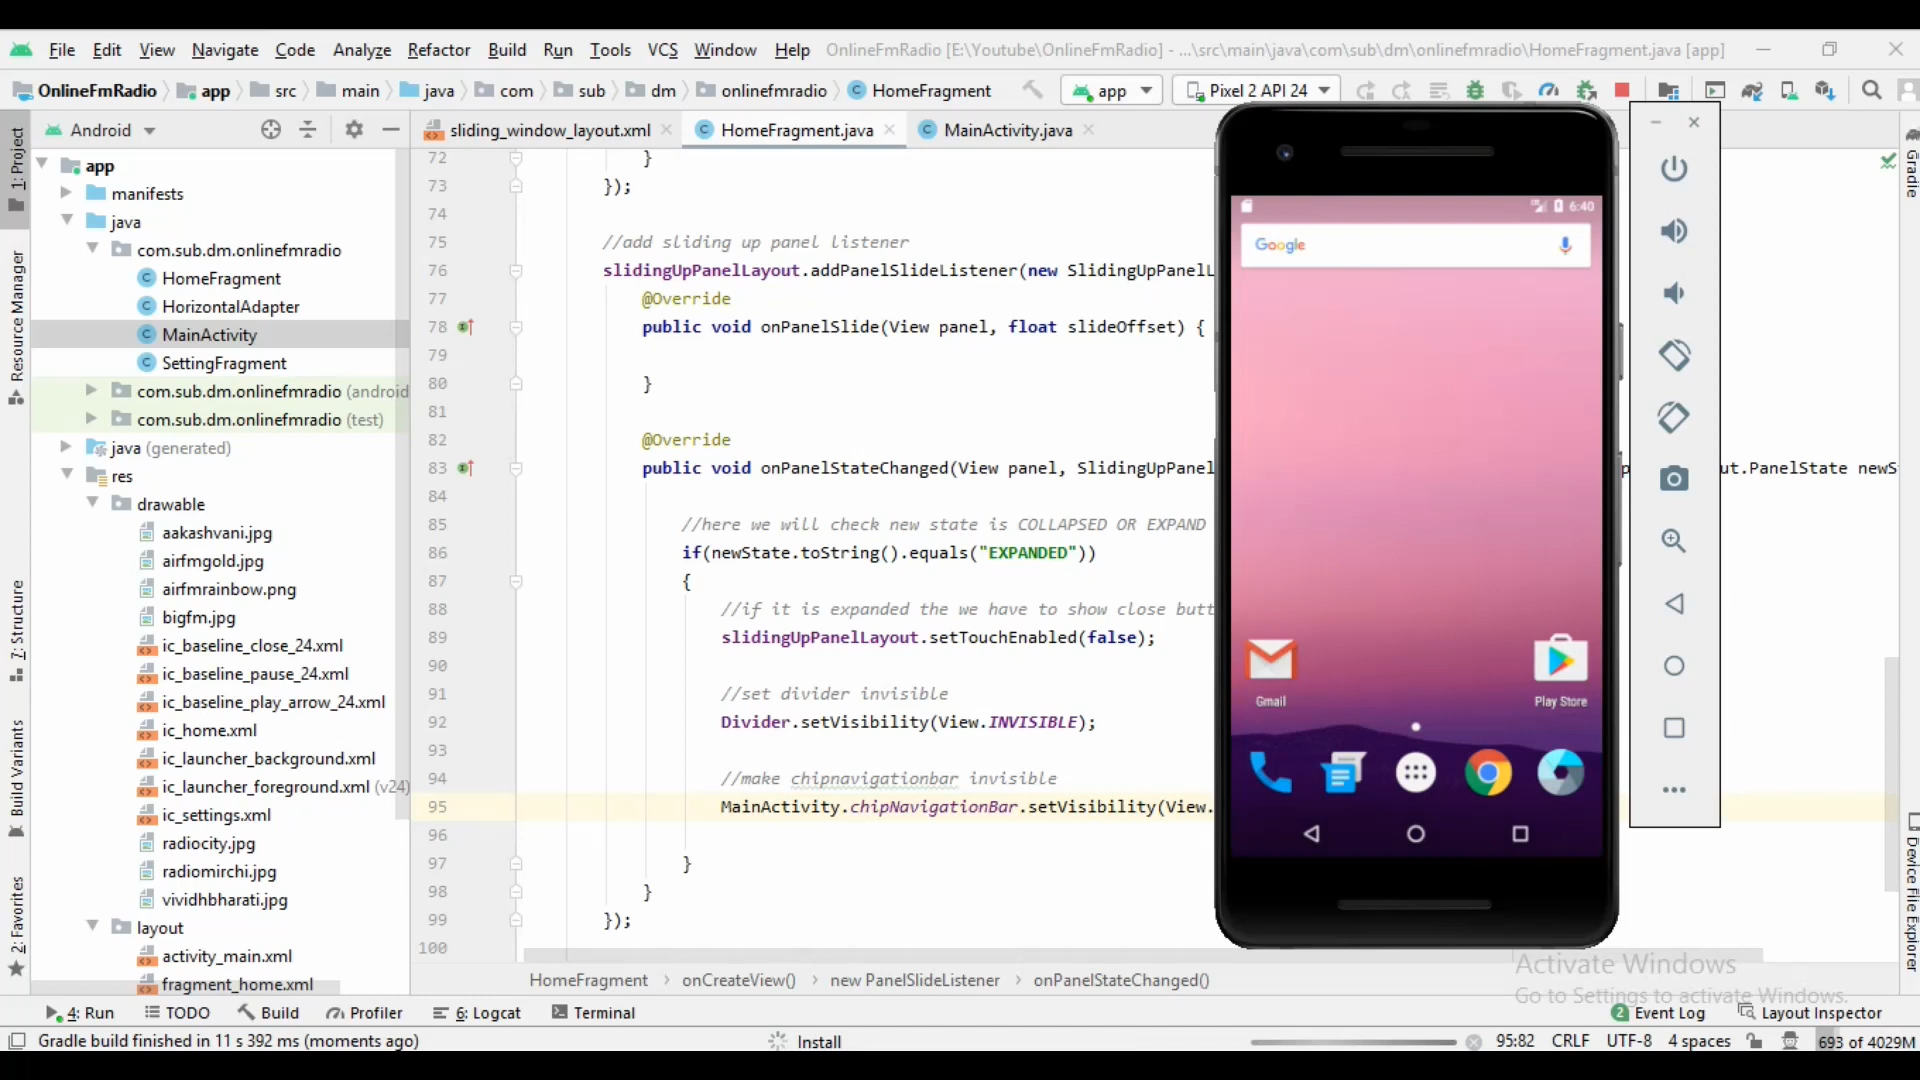 File Edit View Navigate Code Analyze Refactor Build Run Tools VCS Window Help OnlineFmRadio [E:\Youtube\OnlineFmRadio] - ...\src\main\java\com\sub\dm\onlinefmradio\HomeFragment.java [app]
OnlineFmRadio app src main java com sub dm onlinefmradio HomeFragment app Pixel 2 API 24
Android
sliding_window_layout.xml HomeFragment.java MainActivity.java
1: Project
Resource Manager
7: Structure
Build Variants
2: Favorites
app
manifests
java
com.sub.dm.onlinefmradio
HomeFragment
HorizontalAdapter
MainActivity
SettingFragment
com.sub.dm.onlinefmradio (android
com.sub.dm.onlinefmradio (test)
java (generated)
res
drawable
aakashvani.jpg
airfmgold.jpg
airfmrainbow.png
bigfm.jpg
ic_baseline_close_24.xml
ic_baseline_pause_24.xml
ic_baseline_play_arrow_24.xml
ic_home.xml
ic_launcher_background.xml
ic_launcher_foreground.xml (v24)
ic_settings.xml
radiocity.jpg
radiomirchi.jpg
vividhbharati.jpg
layout
activity_main.xml
fragment_home.xml
72 }
73 });
74
75 //add sliding up panel listener
76 slidingUpPanelLayout.addPanelSlideListener(new SlidingUpPanelL
77 @Override
78 public void onPanelSlide(View panel, float slideOffset) {
79
80 }
81
82 @Override
83 public void onPanelStateChanged(View panel, SlidingUpPanel ut.PanelState newS
84
85 //here we will check new state is COLLAPSED OR EXPAND
86 if(newState.toString().equals("EXPANDED"))
87 {
88 //if it is expanded the we have to show close butt
89 slidingUpPanelLayout.setTouchEnabled(false);
90
91 //set divider invisible
92 Divider.setVisibility(View.INVISIBLE);
93
94 //make chipnavigationbar invisible
95 MainActivity.chipNavigationBar.setVisibility(View.
96
97 }
98 }
99 });
100
6:40
Google
Gmail
Play Store
Gradle
Device File Explorer
HomeFragment onCreateView() new PanelSlideListener onPanelStateChanged()
Activate Windows
Go to Settings to activate Windows.
4: Run TODO Build Profiler 6: Logcat Terminal 2 Event Log Layout Inspector
Gradle build finished in 11 s 392 ms (moments ago) Install 95:82 CRLF UTF-8 4 spaces 693 of 4029M